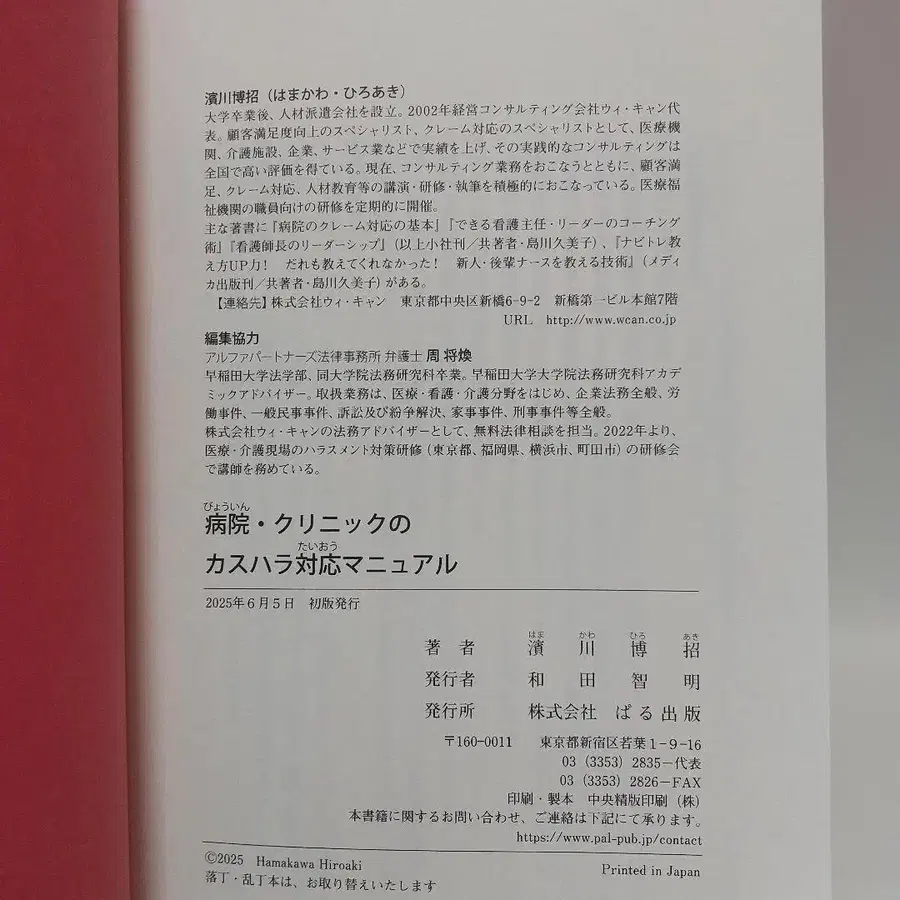 濱川博招（はまかわ・ひろあき）
大学卒業後、人材派遣会社を設立。2002年経営コンサルティング会社ウィ・キャン代
表。顧客満足度向上のスペシャリスト、クレーム対応のスペシャリストとして、医療機
関、介護施設、企業、サービス業などで実績を上げ、その実践的なコンサルティングは
全国で高い評価を得ている。現在、コンサルティング業務をおこなうとともに、顧客満
足、クレーム対応、人材教育等の講演・研修・執筆を積極的におこなっている。医療福
祉機関の職員向けの研修を定期的に開催。
主な著書に『病院のクレーム対応の基本』『できる看護主任・リーダーのコーチング
術』『看護師長のリーダーシップ』（以上小社刊／共著者・島川久美子）、『ナビトレ教
え方UP力！　だれも教えてくれなかった！　新人・後輩ナースを教える技術』（メディ
カ出版刊／共著者・島川久美子）がある。
【連絡先】株式会社ウィ・キャン　東京都中央区新橋6-9-2　新橋第一ビル本館7階
URL　http://www.wcan.co.jp
編集協力
アルファパートナーズ法律事務所 弁護士 周 将煥
早稲田大学法学部、同大学院法務研究科卒業。早稲田大学大学院法務研究科アカデ
ミックアドバイザー。取扱業務は、医療・看護・介護分野をはじめ、企業法務全般、労
働事件、一般民事事件、訴訟及び紛争解決、家事事件、刑事事件等全般。
株式会社ウィ・キャンの法務アドバイザーとして、無料法律相談を担当。2022年より、
医療・介護現場のハラスメント対策研修（東京都、福岡県、横浜市、町田市）の研修会
で講師を務めている。
びょういん
病院・クリニックの
たいおう
カスハラ対応マニュアル
2025年6月5日　初版発行
はま　かわ　ひろ　あき
著者　濱川博招
発行者　和田智明
発行所　株式会社　ぱる出版
〒160-0011　東京都新宿区若葉1-9-16
03（3353）2835－代表
03（3353）2826－FAX
印刷・製本　中央精版印刷（株）
本書籍に関するお問い合わせ、ご連絡は下記にて承ります。
https://www.pal-pub.jp/contact
©2025　Hamakawa Hiroaki　Printed in Japan
落丁・乱丁本は、お取り替えいたします